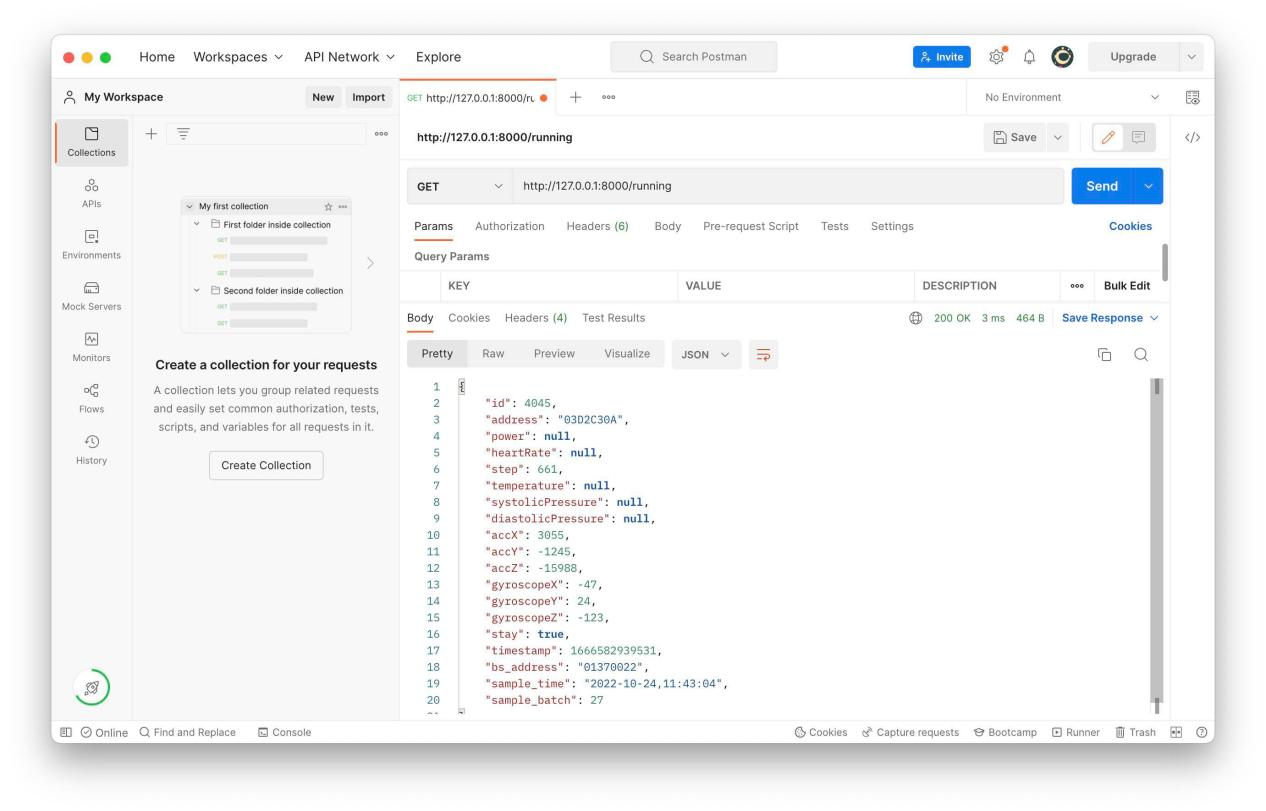 Home Workspaces API Network Explore Search Postman Invite Upgrade
My Workspace New Import
GET http://127.0.0.1:8000/ru No Environment
Collections
APIs
Environments
Mock Servers
Monitors
Flows
History
My first collection
First folder inside collection
GET
POST
GET
Second folder inside collection
GET
GET
Create a collection for your requests
A collection lets you group related requests
and easily set common authorization, tests,
scripts, and variables for all requests in it.
Create Collection
http://127.0.0.1:8000/running Save </>
GET http://127.0.0.1:8000/running Send
Params Authorization Headers (6) Body Pre-request Script Tests Settings Cookies
Query Params
KEY VALUE DESCRIPTION Bulk Edit
Body Cookies Headers (4) Test Results 200 OK 3 ms 464 B Save Response
Pretty Raw Preview Visualize JSON
1 {
2 "id": 4045,
3 "address": "03D2C30A",
4 "power": null,
5 "heartRate": null,
6 "step": 661,
7 "temperature": null,
8 "systolicPressure": null,
9 "diastolicPressure": null,
10 "accX": 3055,
11 "accY": -1245,
12 "accZ": -15988,
13 "gyroscopeX": -47,
14 "gyroscopeY": 24,
15 "gyroscopeZ": -123,
16 "stay": true,
17 "timestamp": 1666582939531,
18 "bs_address": "01370022",
19 "sample_time": "2022-10-24,11:43:04",
20 "sample_batch": 27
Online Find and Replace Console Cookies Capture requests Bootcamp Runner Trash